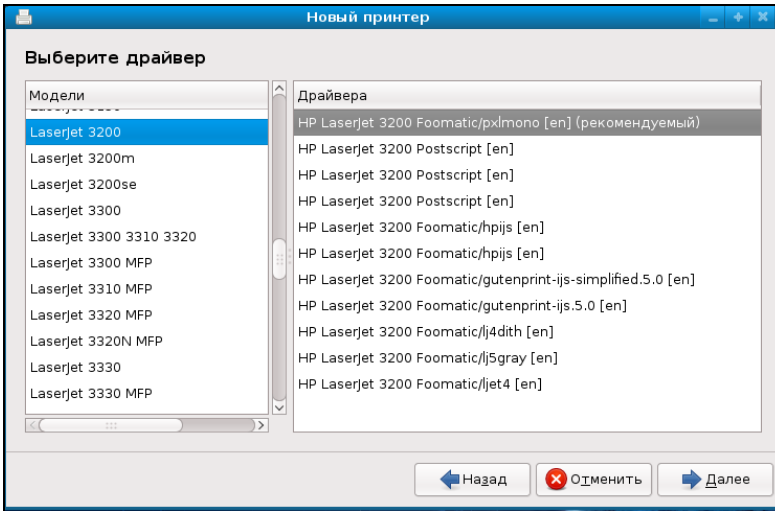 Новый принтер
Выберите драйвер
Модели
LaserJet 3200
LaserJet 3200m
LaserJet 3200se
LaserJet 3300
LaserJet 3300 3310 3320
LaserJet 3300 MFP
LaserJet 3310 MFP
LaserJet 3320 MFP
LaserJet 3320N MFP
LaserJet 3330
LaserJet 3330 MFP
Драйвера
HP LaserJet 3200 Foomatic/pxlmono [en] (рекомендуемый)
HP LaserJet 3200 Postscript [en]
HP LaserJet 3200 Postscript [en]
HP LaserJet 3200 Postscript [en]
HP LaserJet 3200 Foomatic/hpijs [en]
HP LaserJet 3200 Foomatic/hpijs [en]
HP LaserJet 3200 Foomatic/gutenprint-ijs-simplified.5.0 [en]
HP LaserJet 3200 Foomatic/gutenprint-ijs.5.0 [en]
HP LaserJet 3200 Foomatic/lj4dith [en]
HP LaserJet 3200 Foomatic/lj5gray [en]
HP LaserJet 3200 Foomatic/ljet4 [en]
Назад
Отменить
Далее